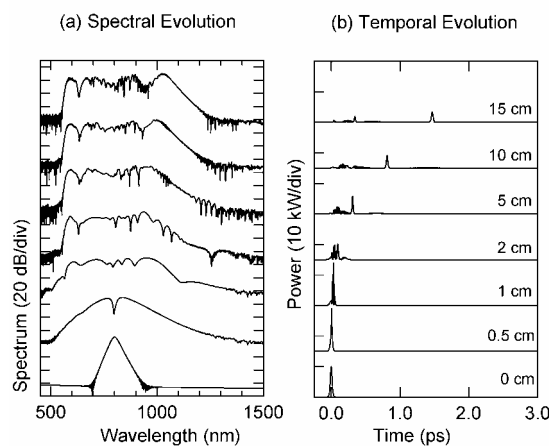 (a) Spectral Evolution
(b) Temporal Evolution
Spectrum (20 dB/div)
500
1000
1500
Wavelength (nm)
Power (10 kW/div)
15 cm
10 cm
5 cm
2 cm
1 cm
0.5 cm
0 cm
0.0
1.0
2.0
3.0
Time (ps)